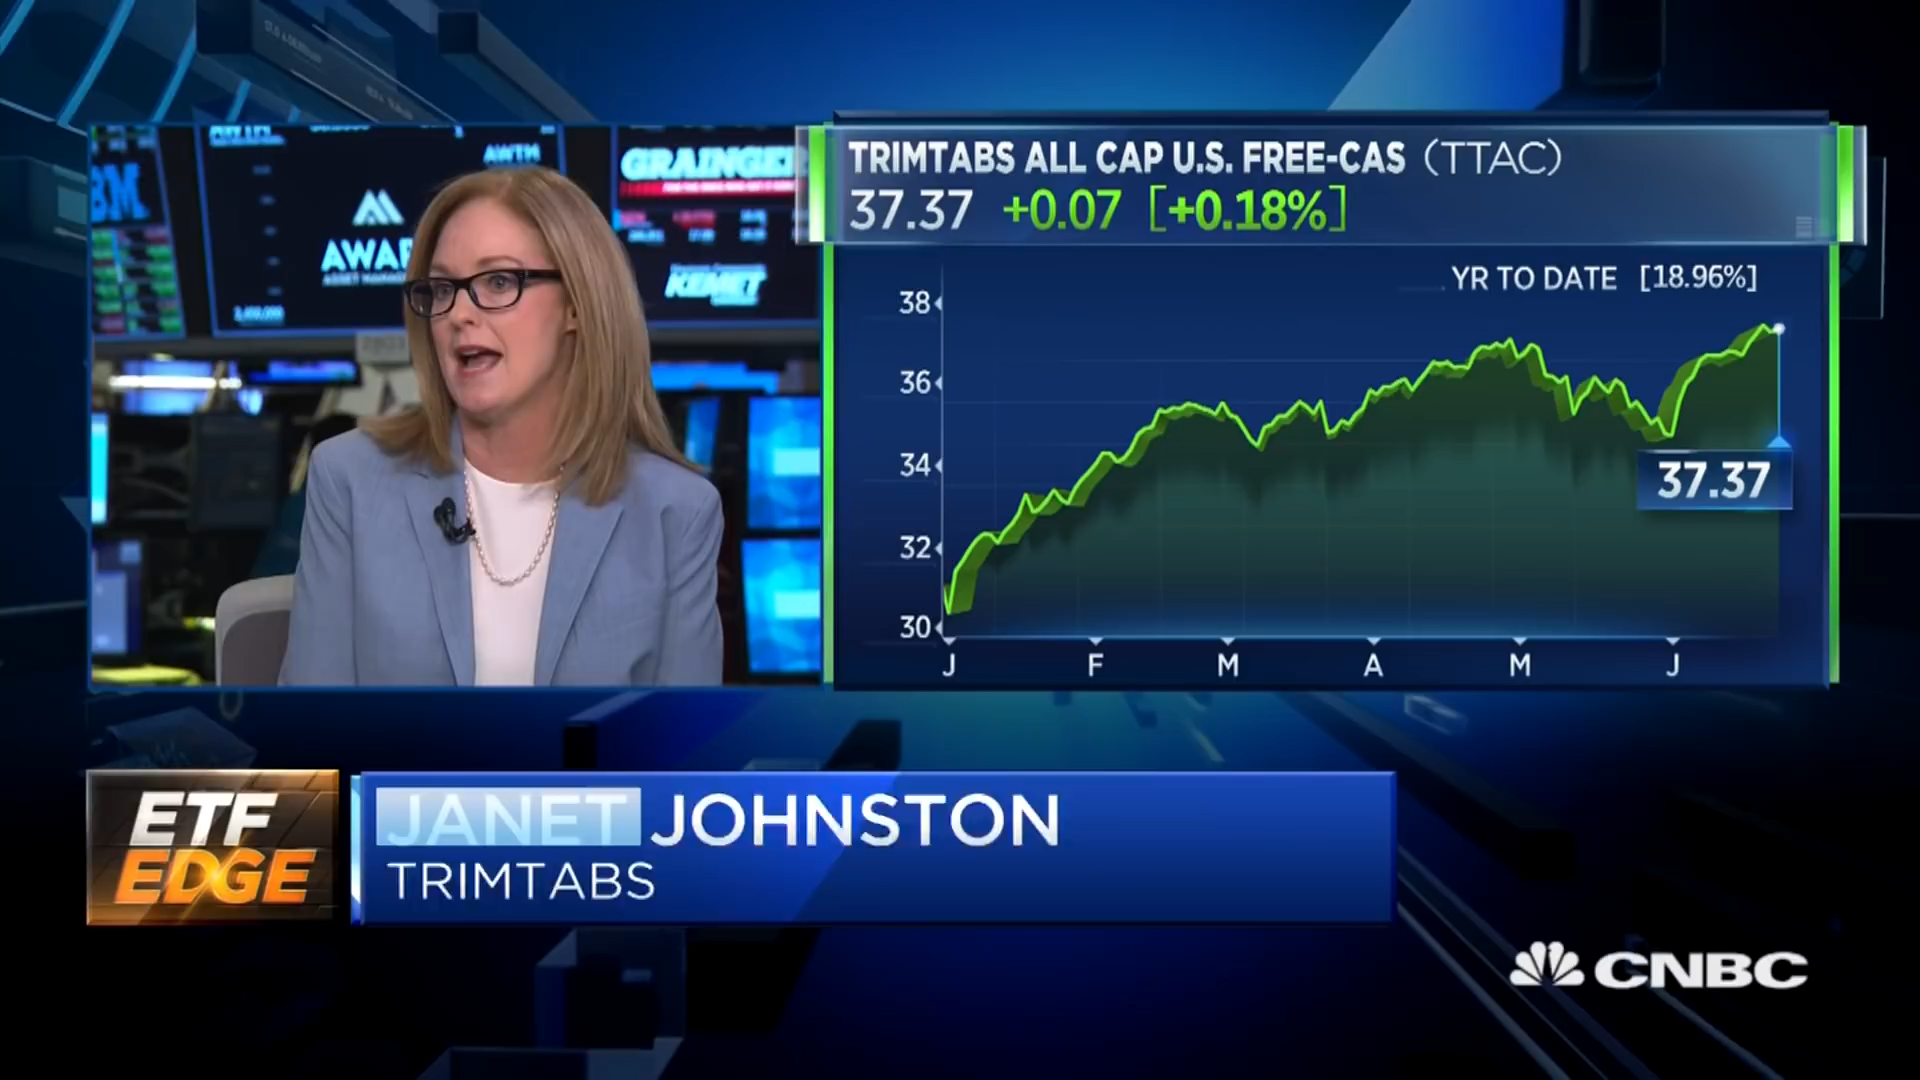 TRIMTABS ALL CAP U.S. FREE-CAS (TTAC)
37.37 +0.07 [+0.18%]
YR TO DATE [18.96%]
38
36
34
32
30
J F M A M J
37.37
AWTM
GRAINGER
KEMET
ETF
EDGE
JANET JOHNSTON
TRIMTABS
CNBC